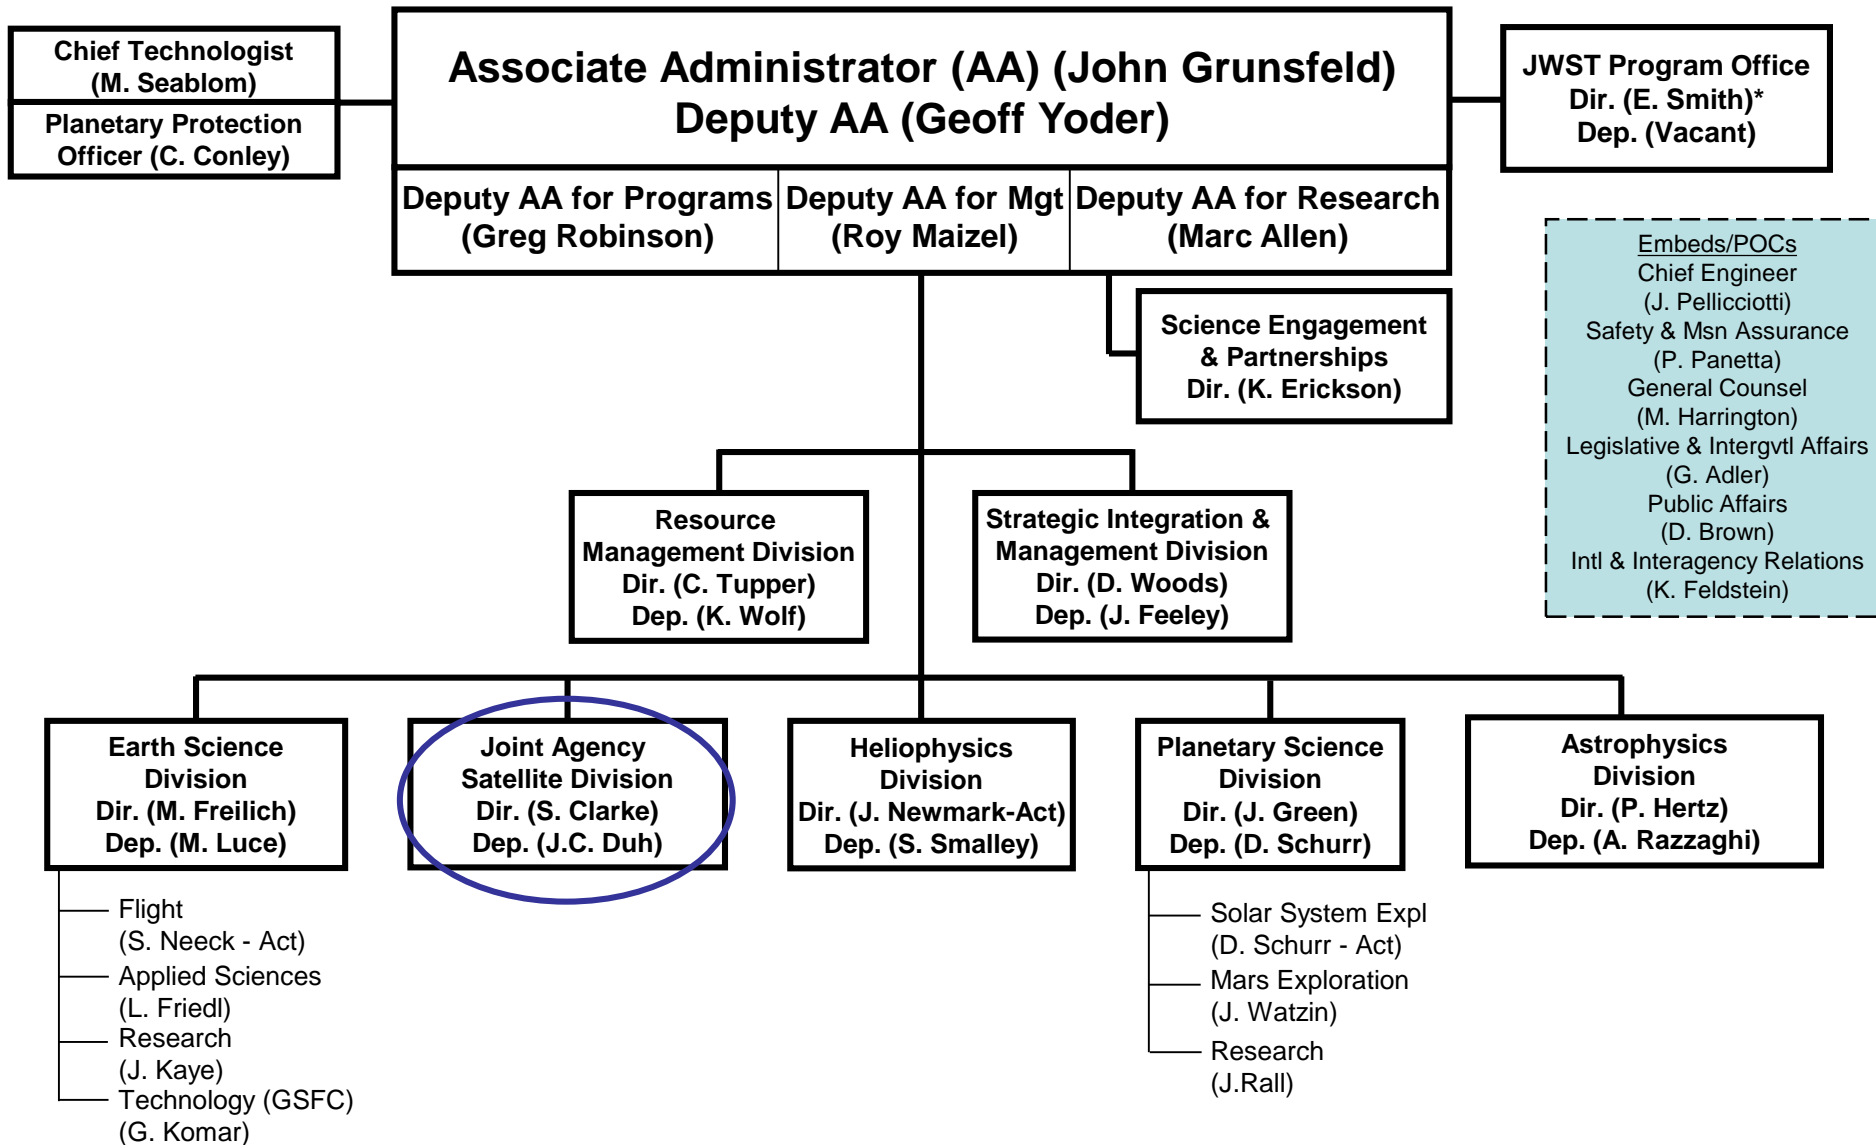 Chief Technologist
(M. Seablom)
Planetary Protection
Officer (C. Conley)
Associate Administrator (AA) (John Grunsfeld)
Deputy AA (Geoff Yoder)
Deputy AA for Programs
(Greg Robinson)
Deputy AA for Mgt
(Roy Maizel)
Deputy AA for Research
(Marc Allen)
JWST Program Office
Dir. (E. Smith)*
Dep. (Vacant)
Embeds/POCs
Chief Engineer
(J. Pellicciotti)
Safety & Msn Assurance
(P. Panetta)
General Counsel
(M. Harrington)
Legislative & Intergvtl Affairs
(G. Adler)
Public Affairs
(D. Brown)
Intl & Interagency Relations
(K. Feldstein)
Science Engagement
& Partnerships
Dir. (K. Erickson)
Resource
Management Division
Dir. (C. Tupper)
Dep. (K. Wolf)
Strategic Integration &
Management Division
Dir. (D. Woods)
Dep. (J. Feeley)
Earth Science
Division
Dir. (M. Freilich)
Dep. (M. Luce)
Flight
(S. Neeck - Act)
Applied Sciences
(L. Friedl)
Research
(J. Kaye)
Technology (GSFC)
(G. Komar)
Joint Agency
Satellite Division
Dir. (S. Clarke)
Dep. (J.C. Duh)
Heliophysics
Division
Dir. (J. Newmark-Act)
Dep. (S. Smalley)
Planetary Science
Division
Dir. (J. Green)
Dep. (D. Schurr)
Solar System Expl
(D. Schurr - Act)
Mars Exploration
(J. Watzin)
Research
(J.Rall)
Astrophysics
Division
Dir. (P. Hertz)
Dep. (A. Razzaghi)